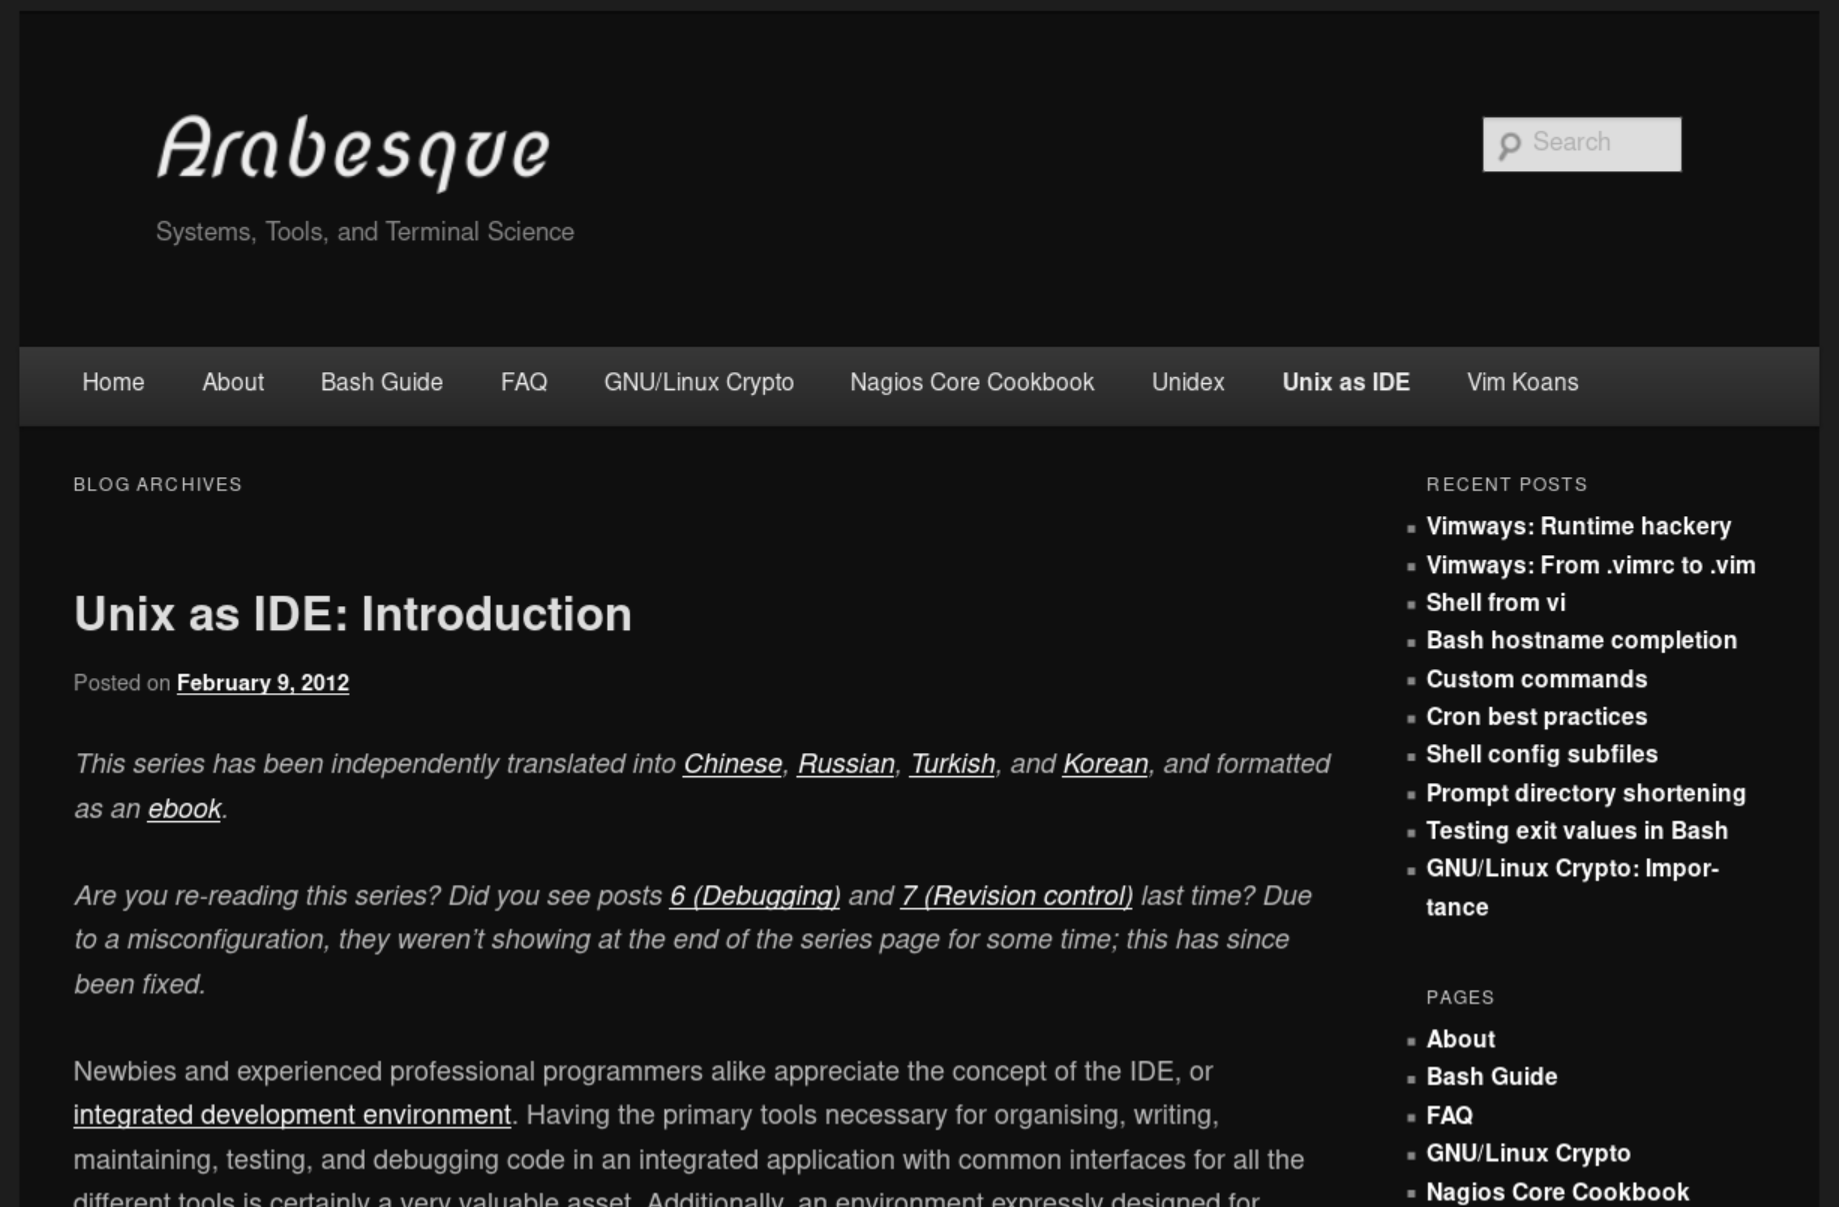 Arabesque
Search
Systems, Tools, and Terminal Science
Home About Bash Guide FAQ GNU/Linux Crypto Nagios Core Cookbook Unidex Unix as IDE Vim Koans
BLOG ARCHIVES
Unix as IDE: Introduction
Posted on February 9, 2012
This series has been independently translated into Chinese, Russian, Turkish, and Korean, and formatted
as an ebook.
Are you re-reading this series? Did you see posts 6 (Debugging) and 7 (Revision control) last time? Due
to a misconfiguration, they weren’t showing at the end of the series page for some time; this has since
been fixed.
Newbies and experienced professional programmers alike appreciate the concept of the IDE, or
integrated development environment. Having the primary tools necessary for organising, writing,
maintaining, testing, and debugging code in an integrated application with common interfaces for all the
different tools is certainly a very valuable asset. Additionally, an environment expressly designed for
RECENT POSTS
Vimways: Runtime hackery
Vimways: From .vimrc to .vim
Shell from vi
Bash hostname completion
Custom commands
Cron best practices
Shell config subfiles
Prompt directory shortening
Testing exit values in Bash
GNU/Linux Crypto: Impor-
tance
PAGES
About
Bash Guide
FAQ
GNU/Linux Crypto
Nagios Core Cookbook